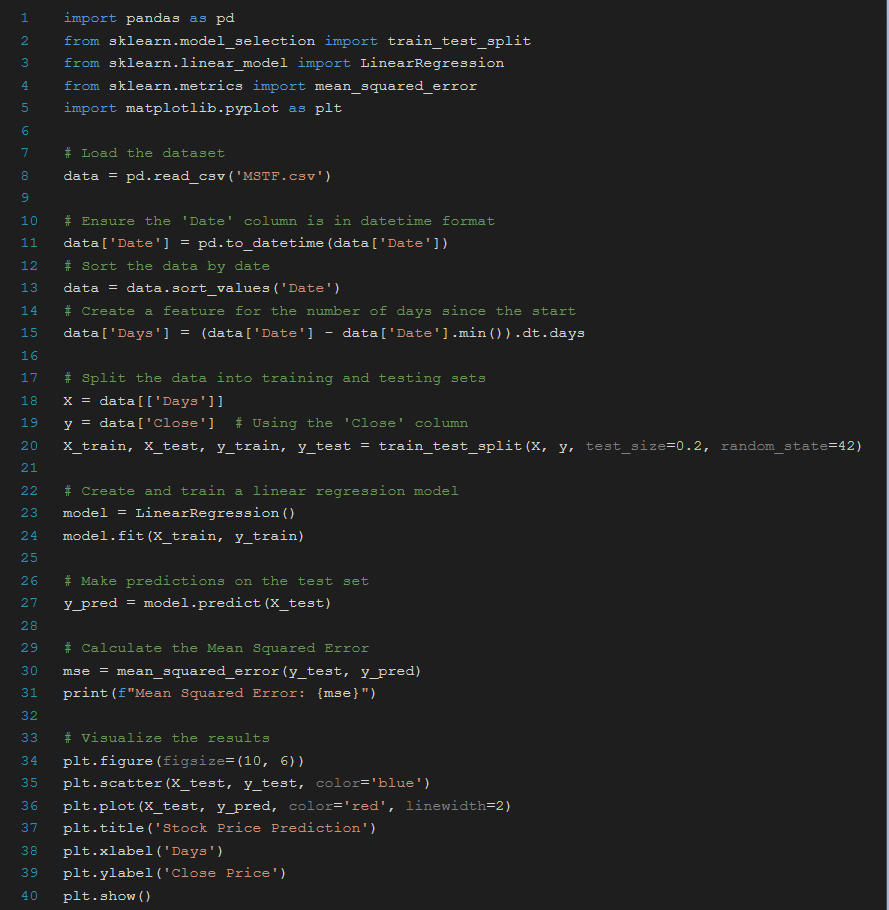 1 import pandas as pd
2 from sklearn.model_selection import train_test_split
3 from sklearn.linear_model import LinearRegression
4 from sklearn.metrics import mean_squared_error
5 import matplotlib.pyplot as plt
6
7 # Load the dataset
8 data = pd.read_csv('MSTF.csv')
9
10 # Ensure the 'Date' column is in datetime format
11 data['Date'] = pd.to_datetime(data['Date'])
12 # Sort the data by date
13 data = data.sort_values('Date')
14 # Create a feature for the number of days since the start
15 data['Days'] = (data['Date'] - data['Date'].min()).dt.days
16
17 # Split the data into training and testing sets
18 X = data[['Days']]
19 y = data['Close']  # Using the 'Close' column
20 X_train, X_test, y_train, y_test = train_test_split(X, y, test_size=0.2, random_state=42)
21
22 # Create and train a linear regression model
23 model = LinearRegression()
24 model.fit(X_train, y_train)
25
26 # Make predictions on the test set
27 y_pred = model.predict(X_test)
28
29 # Calculate the Mean Squared Error
30 mse = mean_squared_error(y_test, y_pred)
31 print(f"Mean Squared Error: {mse}")
32
33 # Visualize the results
34 plt.figure(figsize=(10, 6))
35 plt.scatter(X_test, y_test, color='blue')
36 plt.plot(X_test, y_pred, color='red', linewidth=2)
37 plt.title('Stock Price Prediction')
38 plt.xlabel('Days')
39 plt.ylabel('Close Price')
40 plt.show()